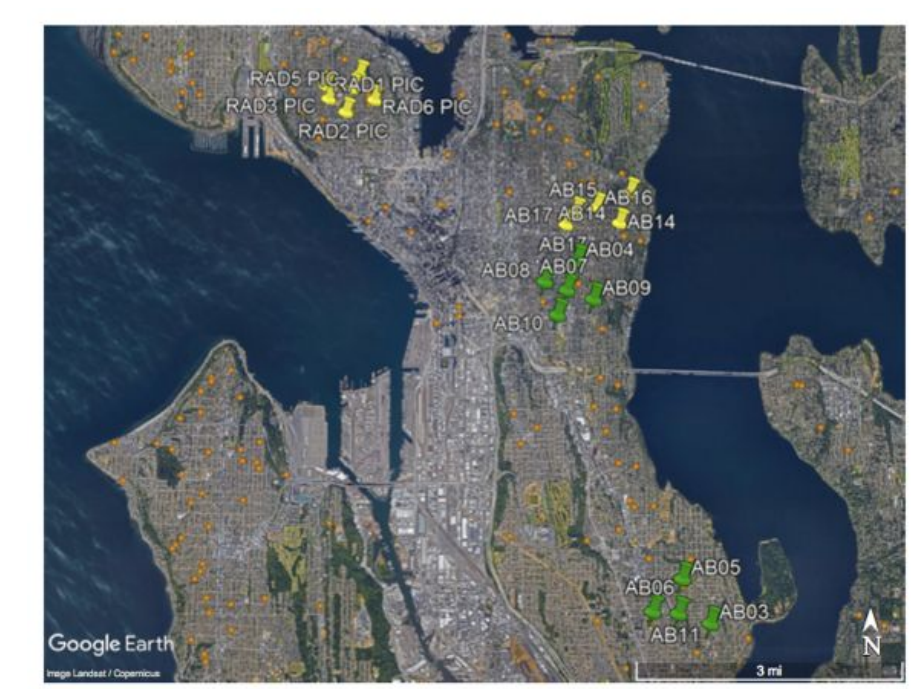 RAD5 PIC
RAD1 PIC
RAD3 PIC
RAD6 PIC
RAD2 PIC
AB15
AB16
AB17
AB14
AB14
AB17
AB04
AB08
AB07
AB09
AB10
AB05
AB06
AB03
AB11
Google Earth
N
Image Landsat / Copernicus
3 mi